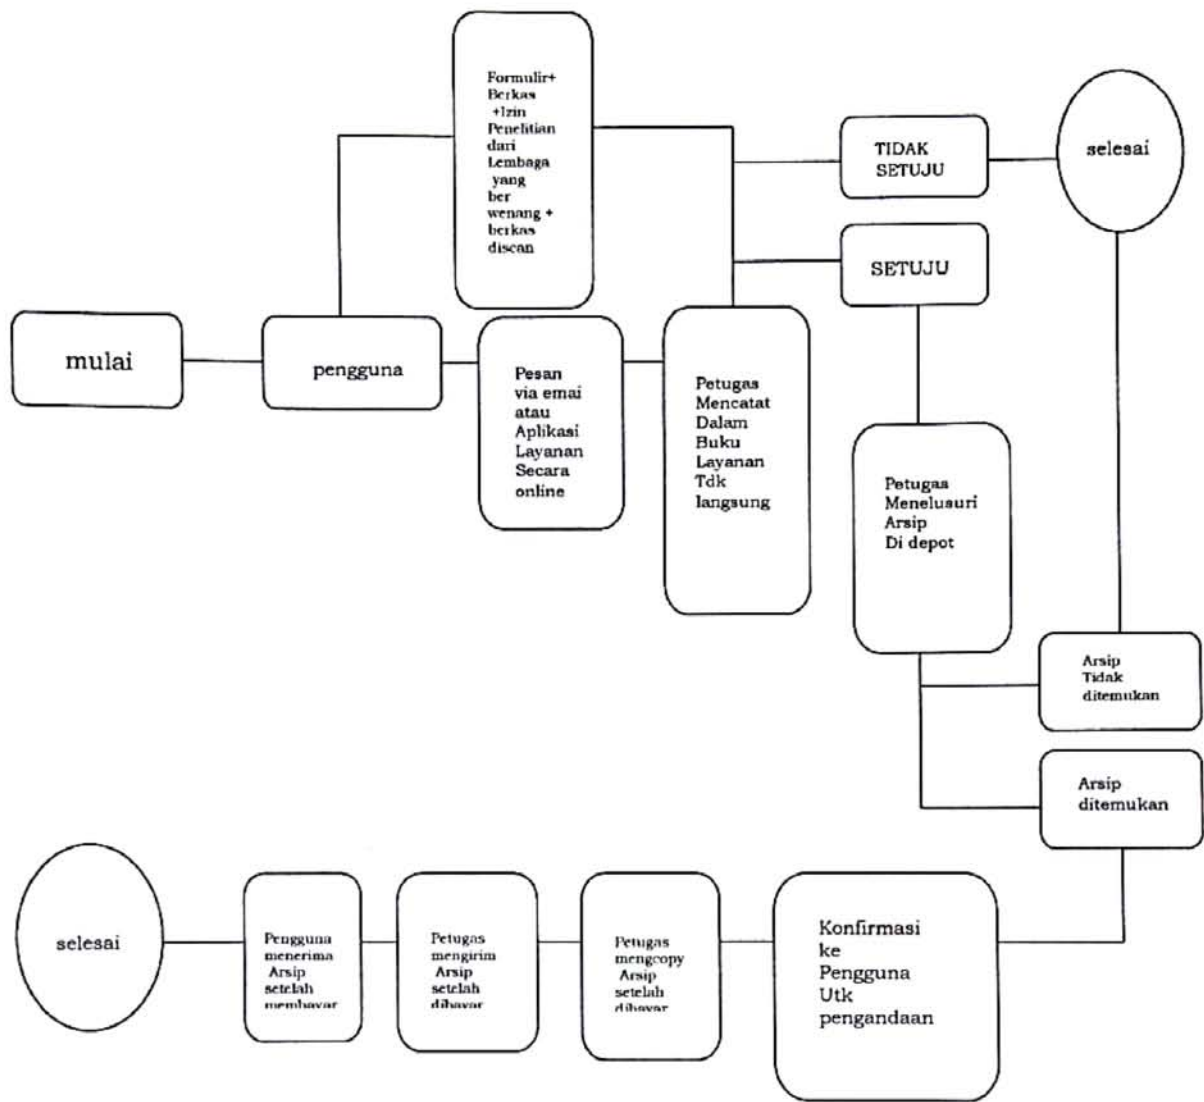 Formulir+
Berkas
+Izin
Penelitian
dari
Lembaga
yang
ber
wenang +
berkas
discan
TIDAK
SETUJU
selesai
SETUJU
mulai
pengguna
Pesan
via emai
atau
Aplikasi
Layanan
Secara
online
Petugas
Mencatat
Dalam
Buku
Layanan
Tdk
langsung
Petugas
Menelusuri
Arsip
Di depot
Arsip
Tidak
ditemukan
Arsip
ditemukan
selesai
Pengguna
menerima
Arsip
setelah
membayar
Petugas
mengirim
Arsip
setelah
dibayar
Petugas
mengcopy
Arsip
setelah
dibayar
Konfirmasi
ke
Pengguna
Utk
pengandaan